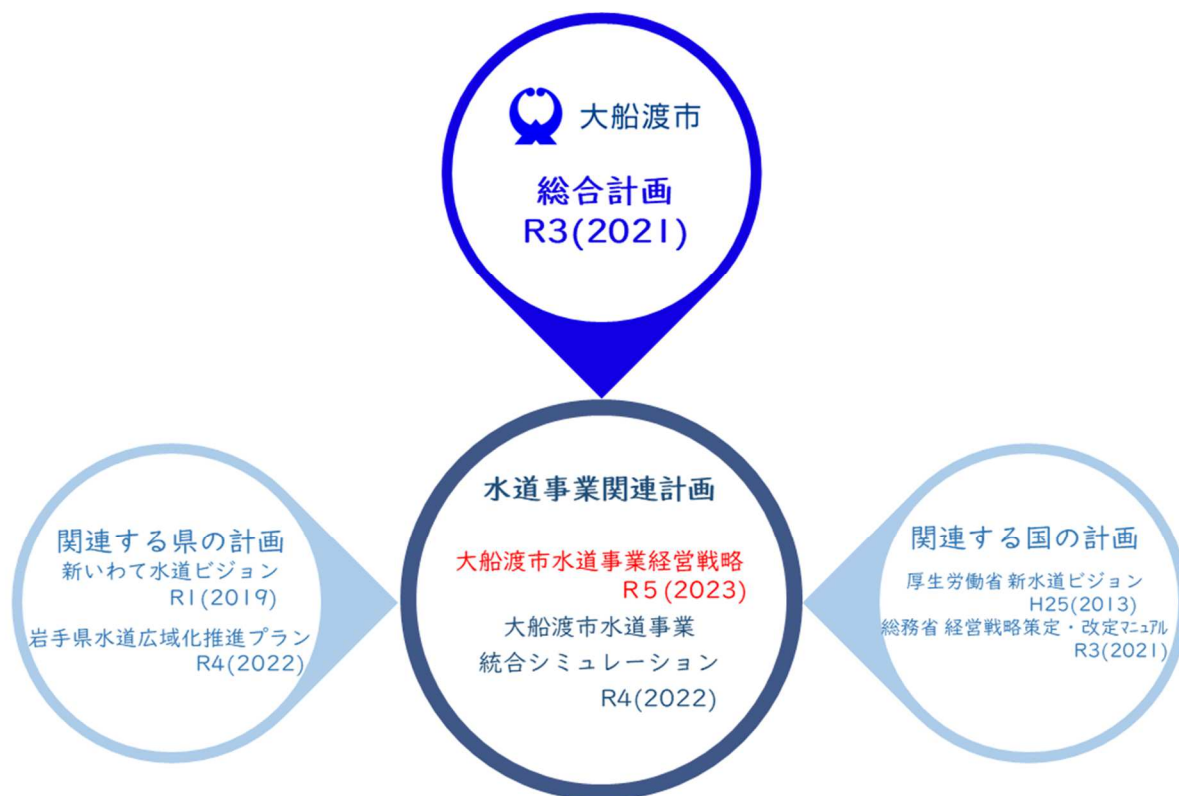 大船渡市
総合計画
R3(2021)
水道事業関連計画
大船渡市水道事業経営戦略
R5(2023)
大船渡市水道事業
統合シミュレーション
R4(2022)
関連する県の計画
新いわて水道ビジョン
R1(2019)
岩手県水道広域化推進プラン
R4(2022)
関連する国の計画
厚生労働省 新水道ビジョン
H25(2013)
総務省 経営戦略策定・改定ﾏﾆｭｱﾙ
R3(2021)